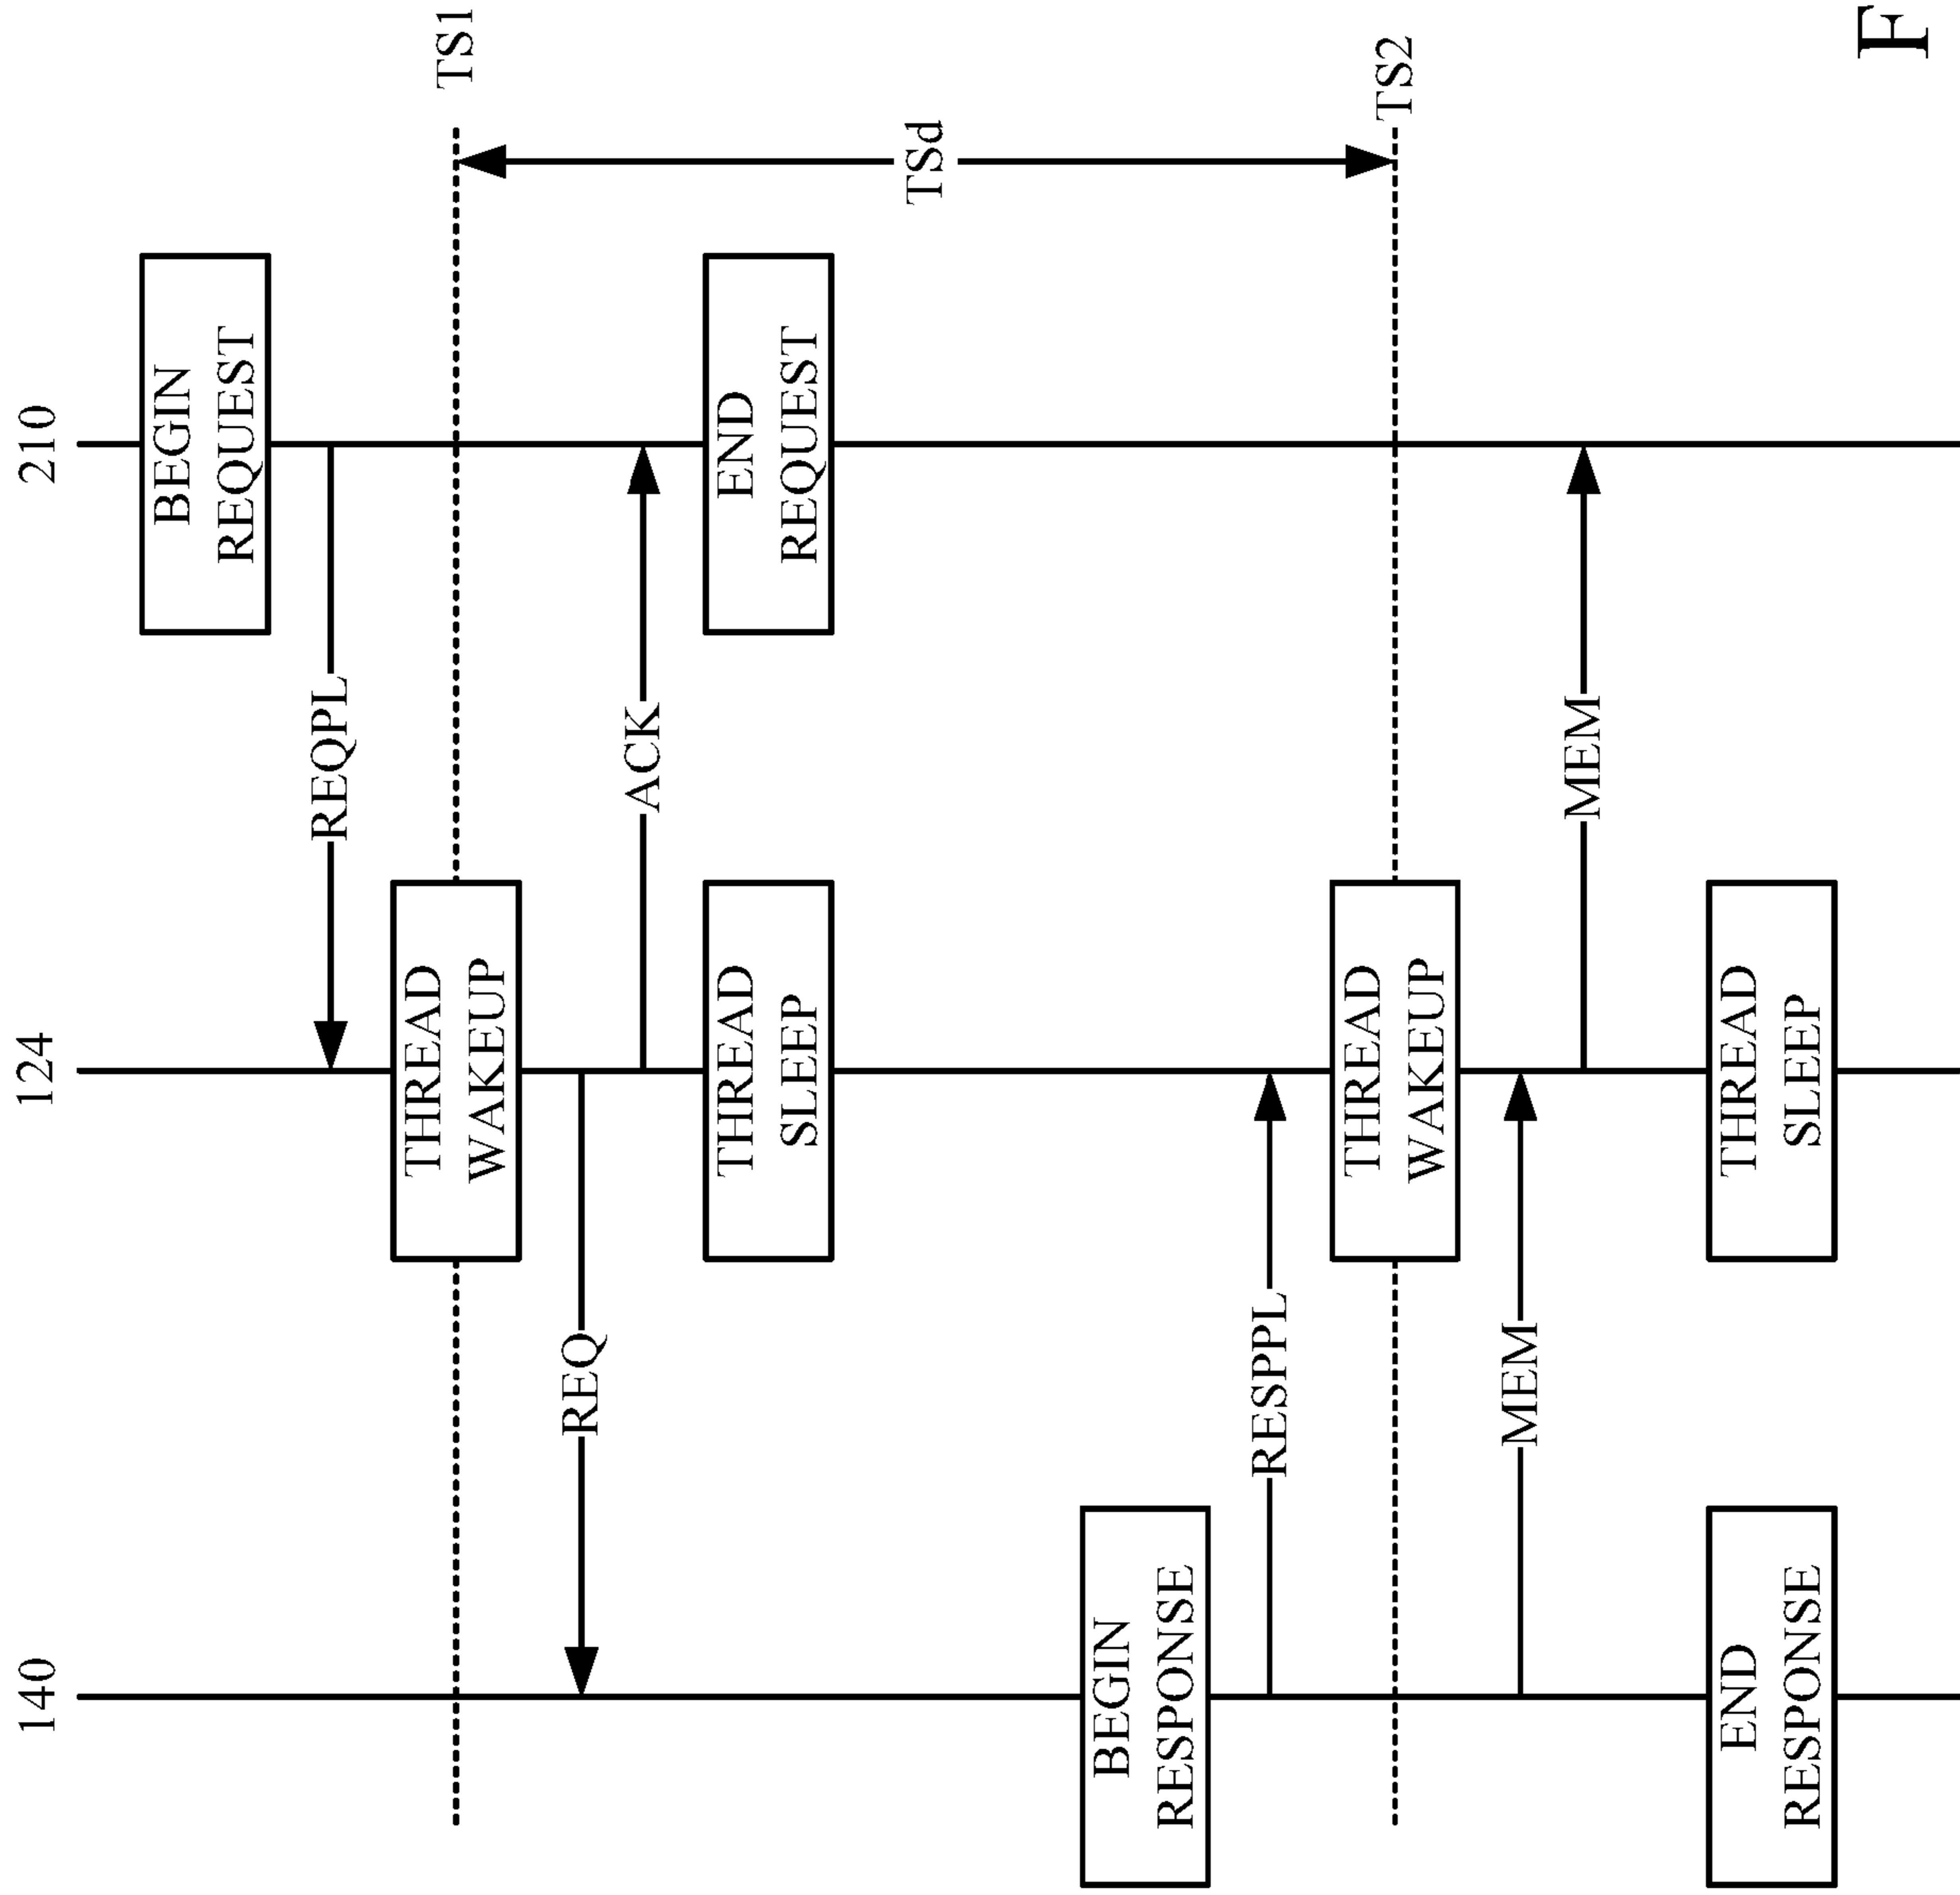 210
124
140
BEGIN
REQUEST
REQPL
THREAD
WAKEUP
TS1
REQ
ACK
END
REQUEST
THREAD
SLEEP
TSd
BEGIN
RESPONSE
RESPPL
THREAD
WAKEUP
TS2
MEM
MEM
THREAD
SLEEP
END
RESPONSE
F